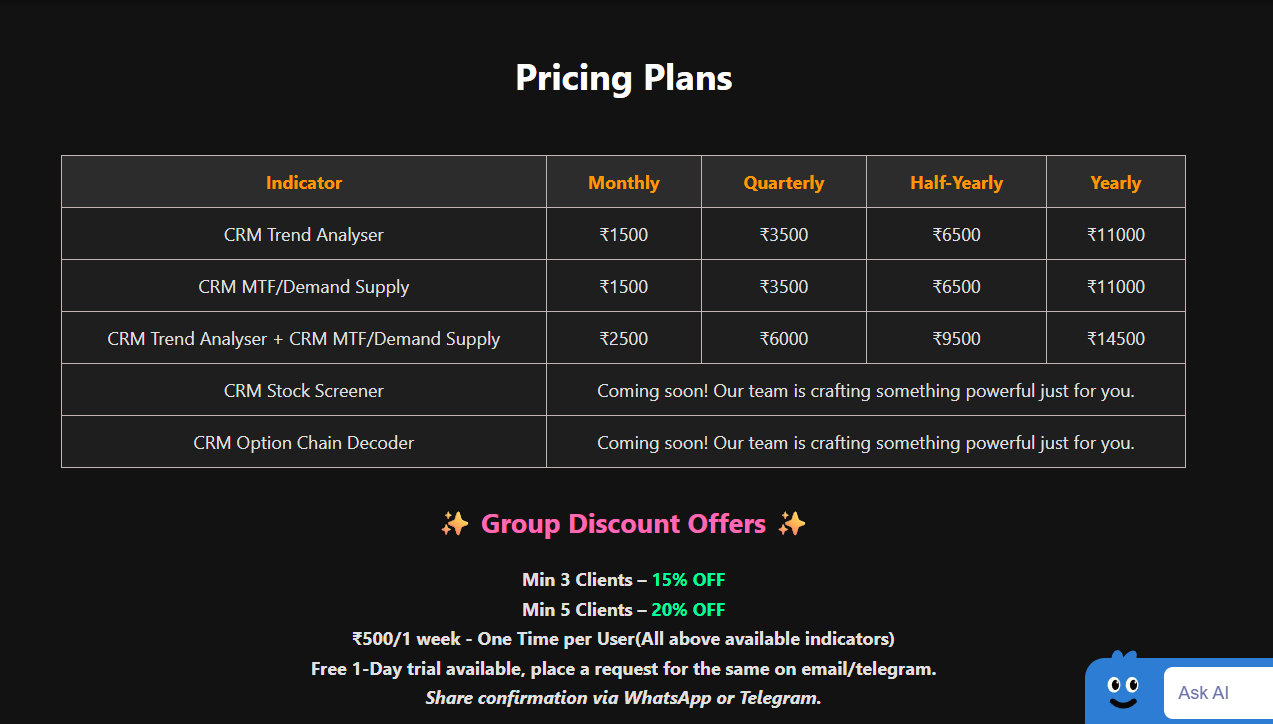 Pricing Plans
Indicator Monthly Quarterly Half-Yearly Yearly
CRM Trend Analyser ₹1500 ₹3500 ₹6500 ₹11000
CRM MTF/Demand Supply ₹1500 ₹3500 ₹6500 ₹11000
CRM Trend Analyser + CRM MTF/Demand Supply ₹2500 ₹6000 ₹9500 ₹14500
CRM Stock Screener Coming soon! Our team is crafting something powerful just for you.
CRM Option Chain Decoder Coming soon! Our team is crafting something powerful just for you.
✨ Group Discount Offers ✨
Min 3 Clients – 15% OFF
Min 5 Clients – 20% OFF
₹500/1 week - One Time per User(All above available indicators)
Free 1-Day trial available, place a request for the same on email/telegram.
Share confirmation via WhatsApp or Telegram.
Ask AI